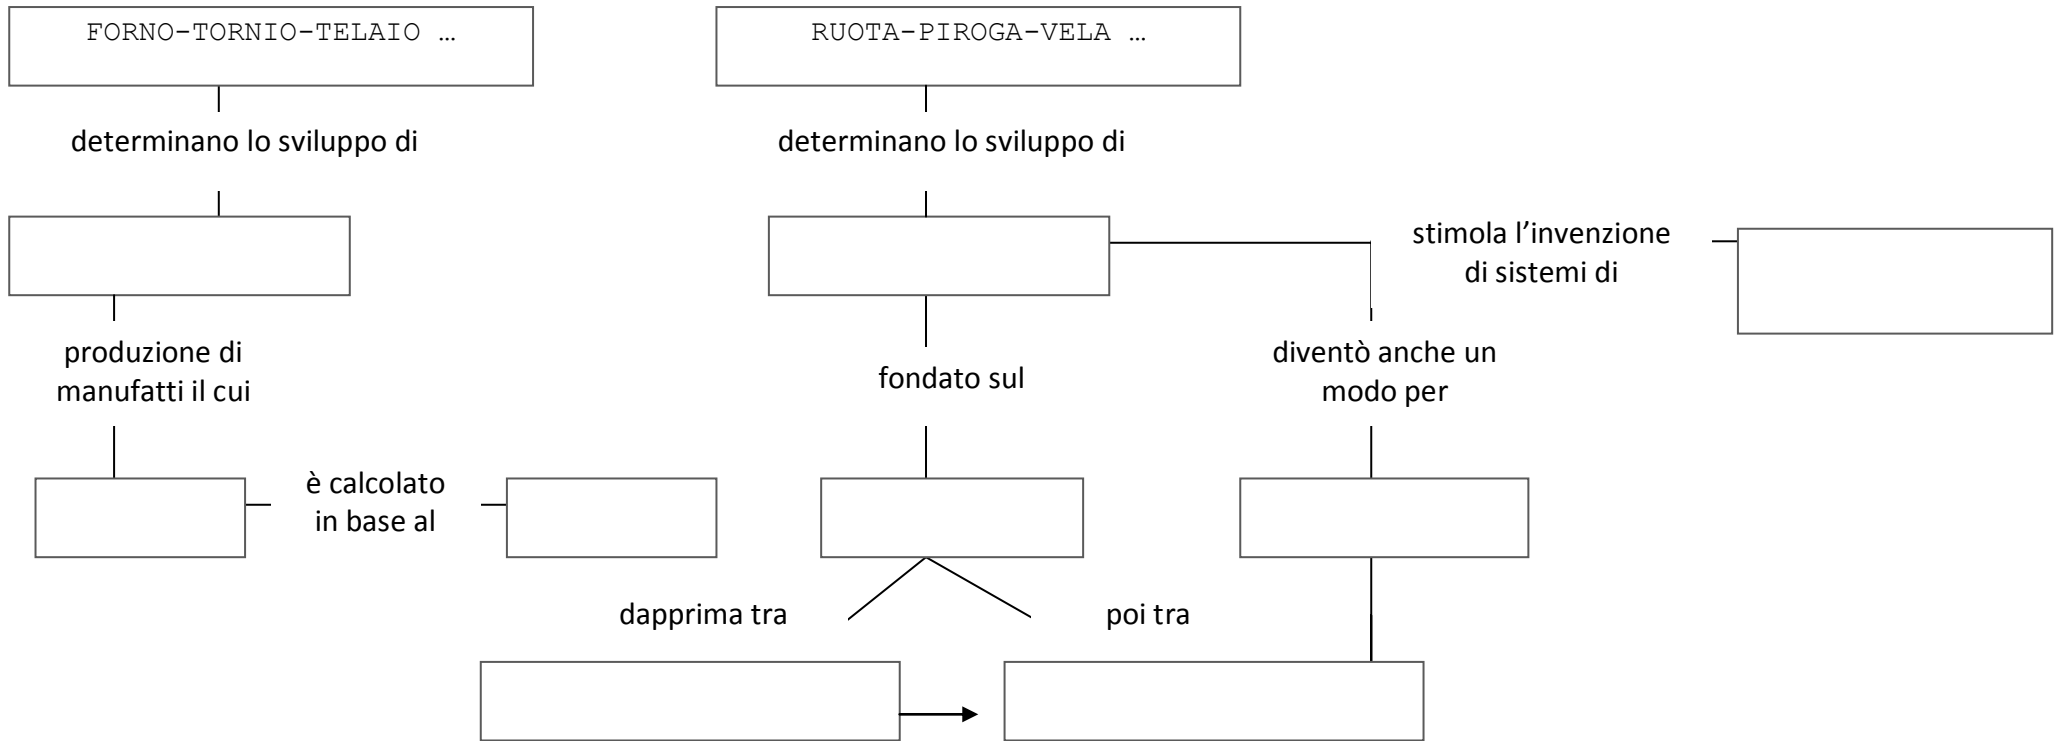 FORNO-TORNIO-TELAIO …
RUOTA-PIROGA-VELA …
determinano lo sviluppo di
determinano lo sviluppo di
stimola l’invenzione
di sistemi di
produzione di
manufatti il cui
fondato sul
diventò anche un
modo per
è calcolato
in base al
dapprima tra
poi tra